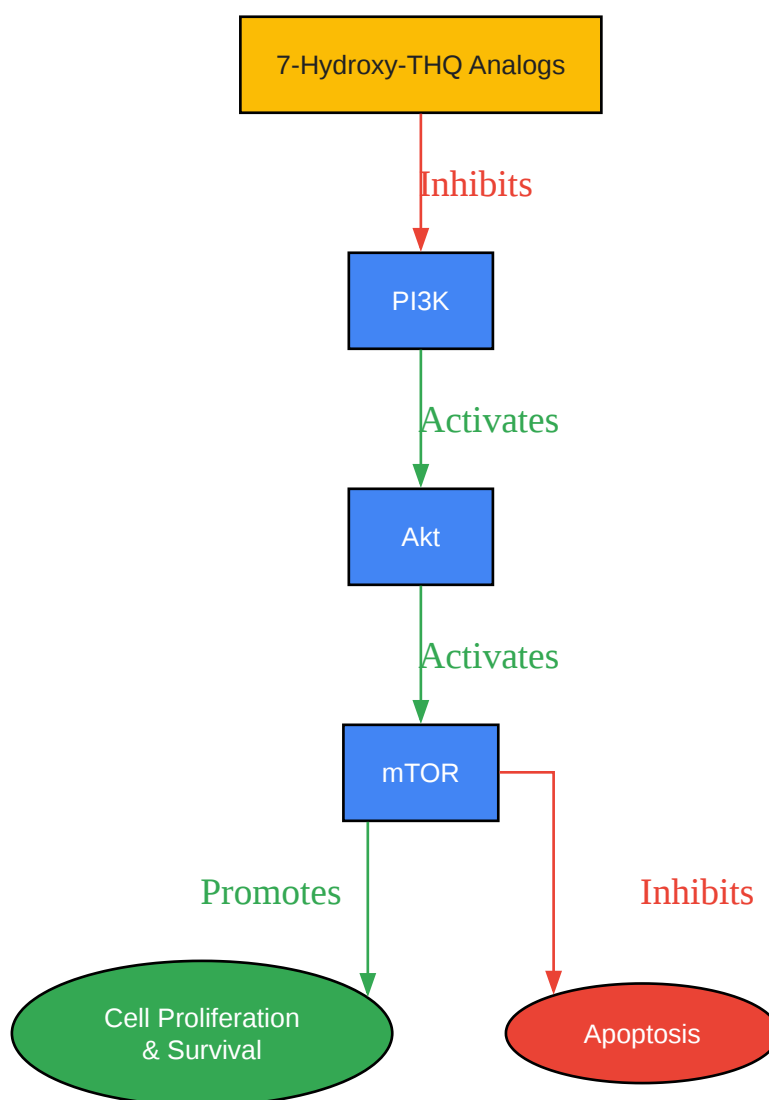 7-Hydroxy-THQ Analogs
Inhibits
PI3K
Activates
Akt
Activates
mTOR
Promotes
Inhibits
Cell Proliferation
& Survival
Apoptosis